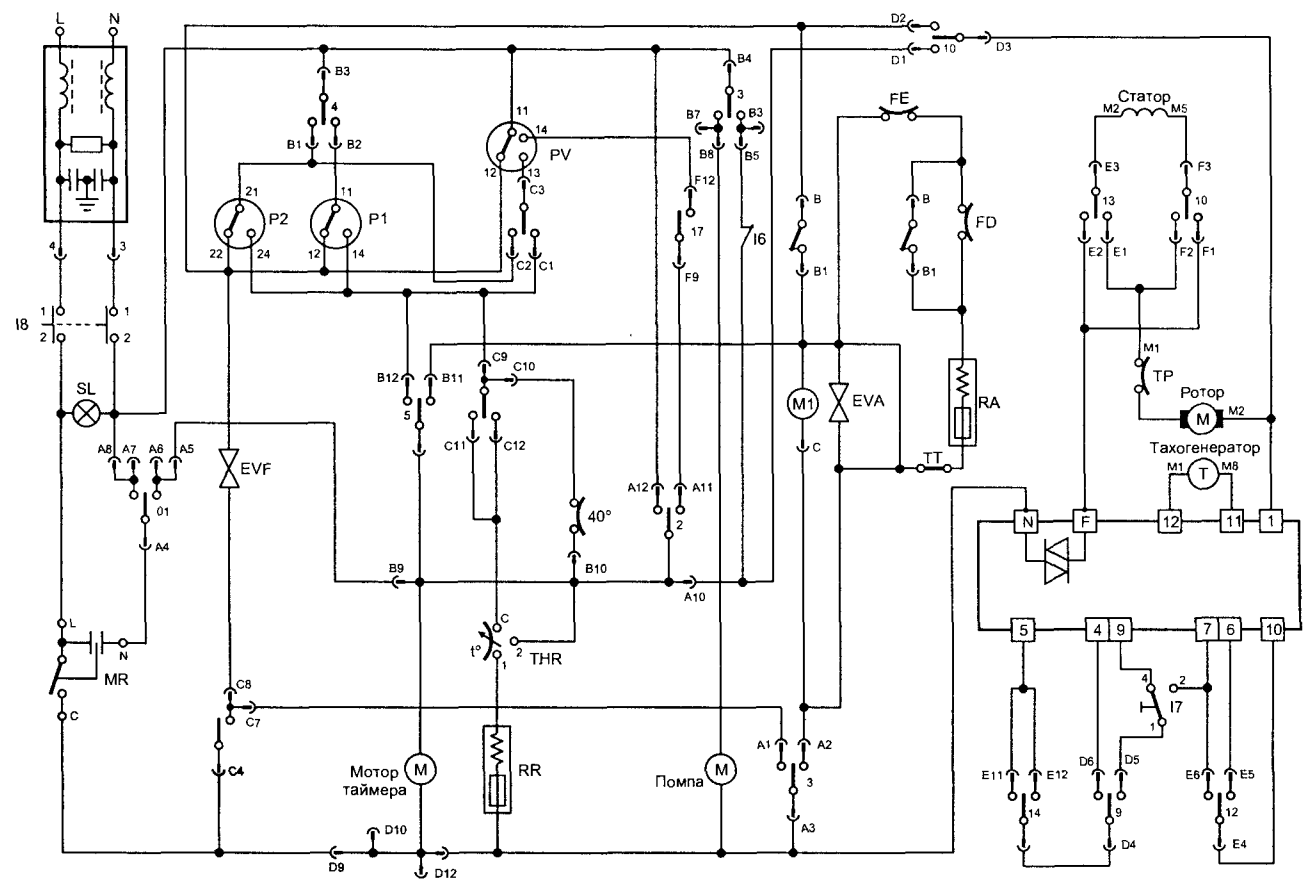 L N
D2
D1
10
D3
B3
B4
4
3
11
14
PV
B1 B2
B7
B3
B8
B5
12
13
C3
F12
17
F9
I6
21
P2
22
24
11
P1
12
14
C2 C1
FE
B
B1
B
B1
FD
Статор
M2
M5
E3
F3
13
10
E2 E1
F2 F1
4
3
1
1
I8
2
2
SL
A8 A7 A6 A5
01
A4
B12
B11
5
C9
C10
C11
C12
EVF
M1
C
EVA
RA
TT
M1
TP
Ротор
M
M2
Тахогенератор
M1
T
M8
A12
A11
2
40°
B9
B10
A10
N
F
12
11
1
L
N
MR
C
t°
C
2
1
THR
5
4
9
7
6
10
C8
C7
C4
A1
A2
3
A3
4
2
I7
1
RR
Мотор
таймера
M
Помпа
M
E11
E12
14
D6
D5
9
D4
E6
E5
12
E4
D10
D9
D12